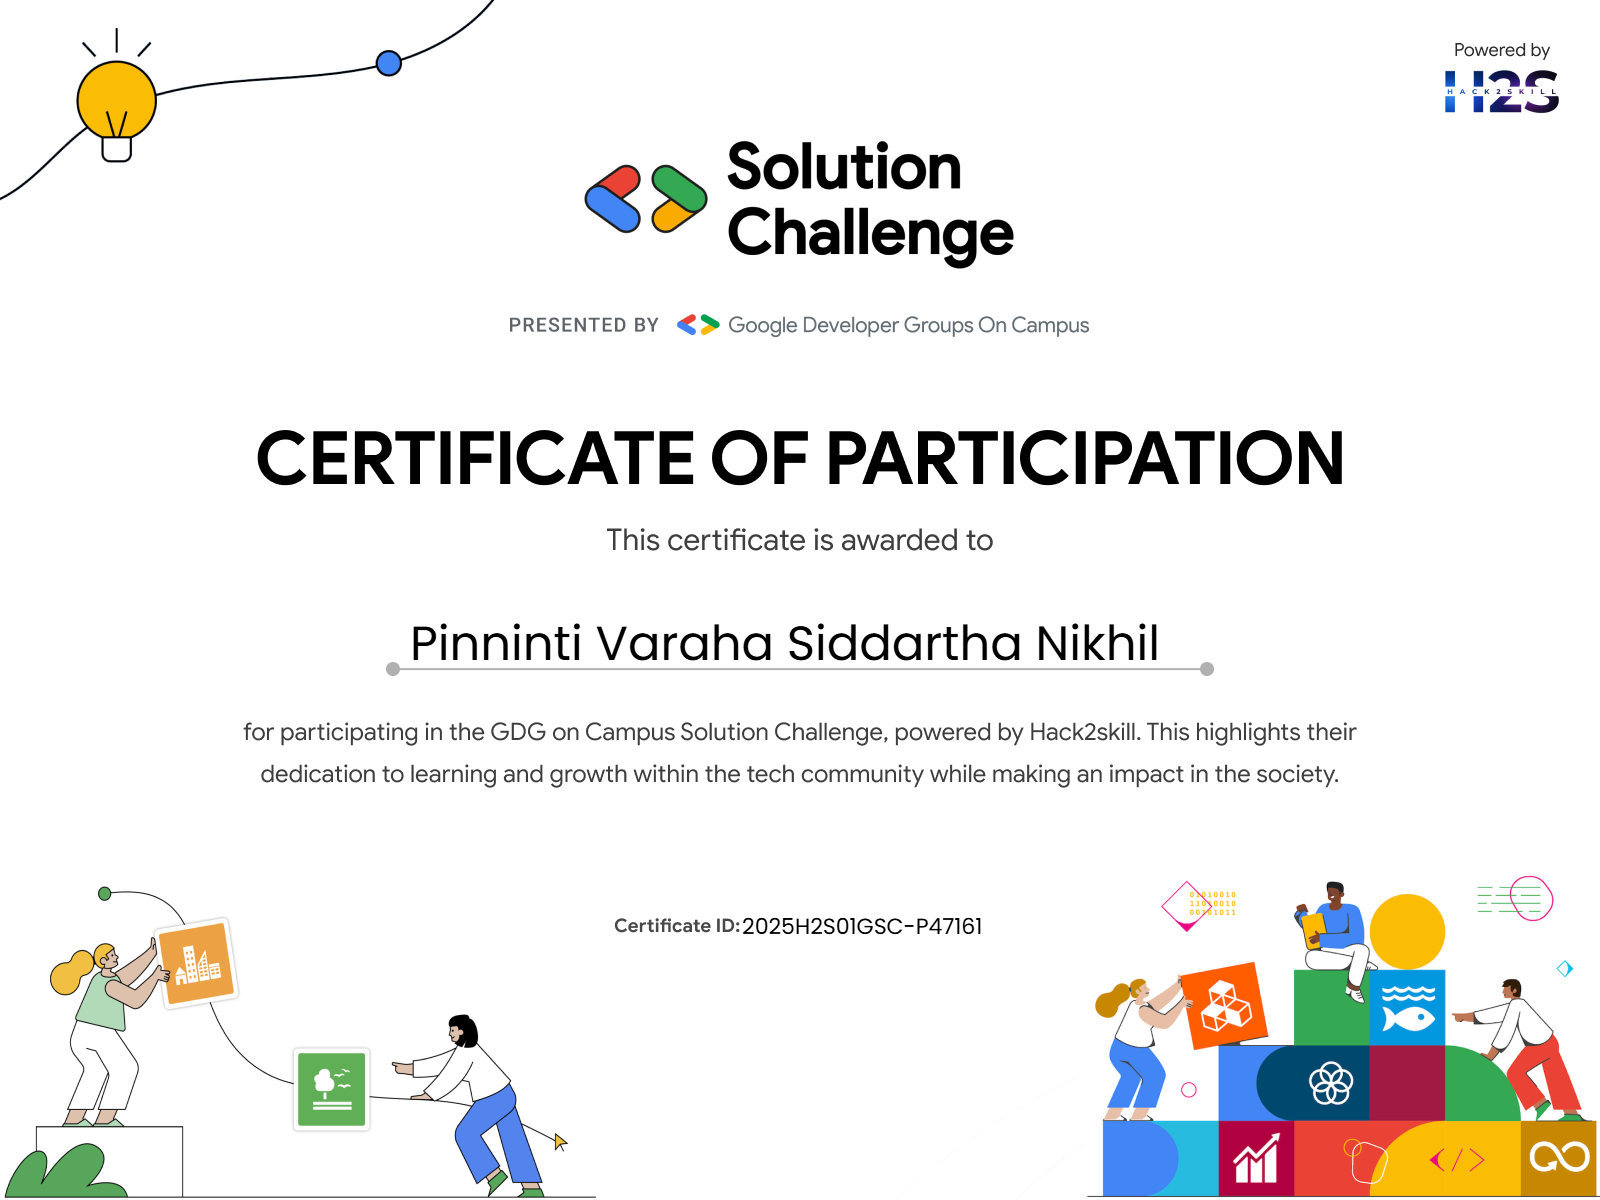 Powered by
H2S
HACK2SKILL
Solution
Challenge
PRESENTED BY Google Developer Groups On Campus
CERTIFICATE OF PARTICIPATION
This certificate is awarded to
Pinninti Varaha Siddartha Nikhil
for participating in the GDG on Campus Solution Challenge, powered by Hack2skill. This highlights their
dedication to learning and growth within the tech community while making an impact in the society.
Certificate ID: 2025H2S01GSC-P47161
01010010
11010010
00101011